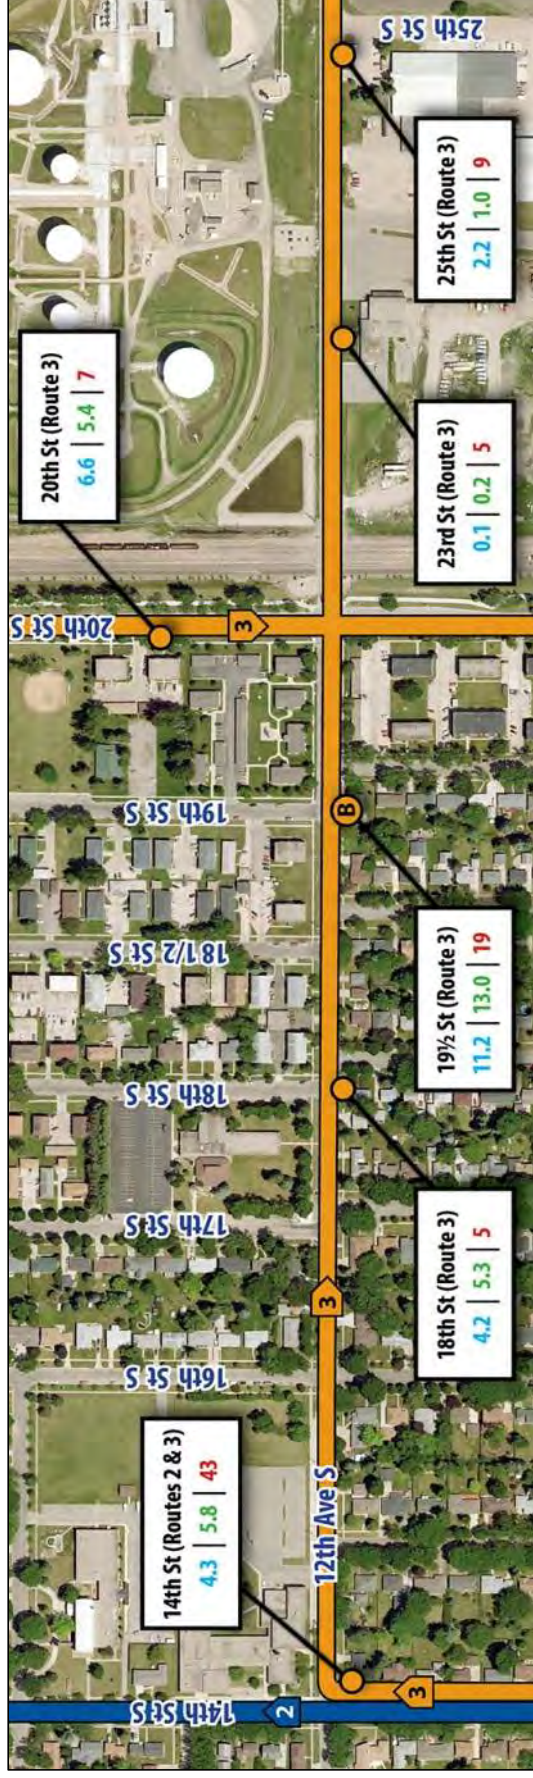 14th St S
2
3
14th St (Routes 2 & 3)
4.3 | 5.8 | 43
12th Ave S
16th St S
3
17th St S
18th St S
18th St (Route 3)
4.2 | 5.3 | 5
18 1/2 St S
19th St S
B
19½ St (Route 3)
11.2 | 13.0 | 19
20th St S
3
20th St (Route 3)
6.6 | 5.4 | 7
23rd St (Route 3)
0.1 | 0.2 | 5
25th St (Route 3)
2.2 | 1.0 | 9
25th St S